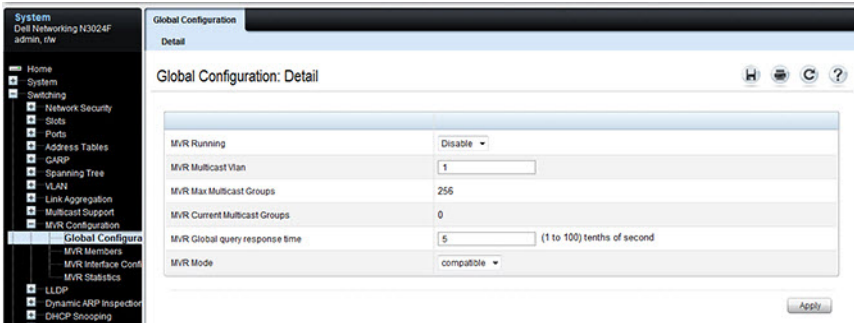 System
Dell Networking N3024F
admin, r/w
Home
System
Switching
Network Security
Slots
Ports
Address Tables
GARP
Spanning Tree
VLAN
Link Aggregation
Multicast Support
MVR Configuration
Global Configura
MVR Members
MVR Interface Confi
MVR Statistics
LLDP
Dynamic ARP Inspection
DHCP Snooping
Global Configuration
Detail
Global Configuration: Detail
?
MVR Running Disable
MVR Multicast Vlan 1
MVR Max Multicast Groups 256
MVR Current Multicast Groups 0
MVR Global query response time 5 (1 to 100) tenths of second
MVR Mode compatible
Apply